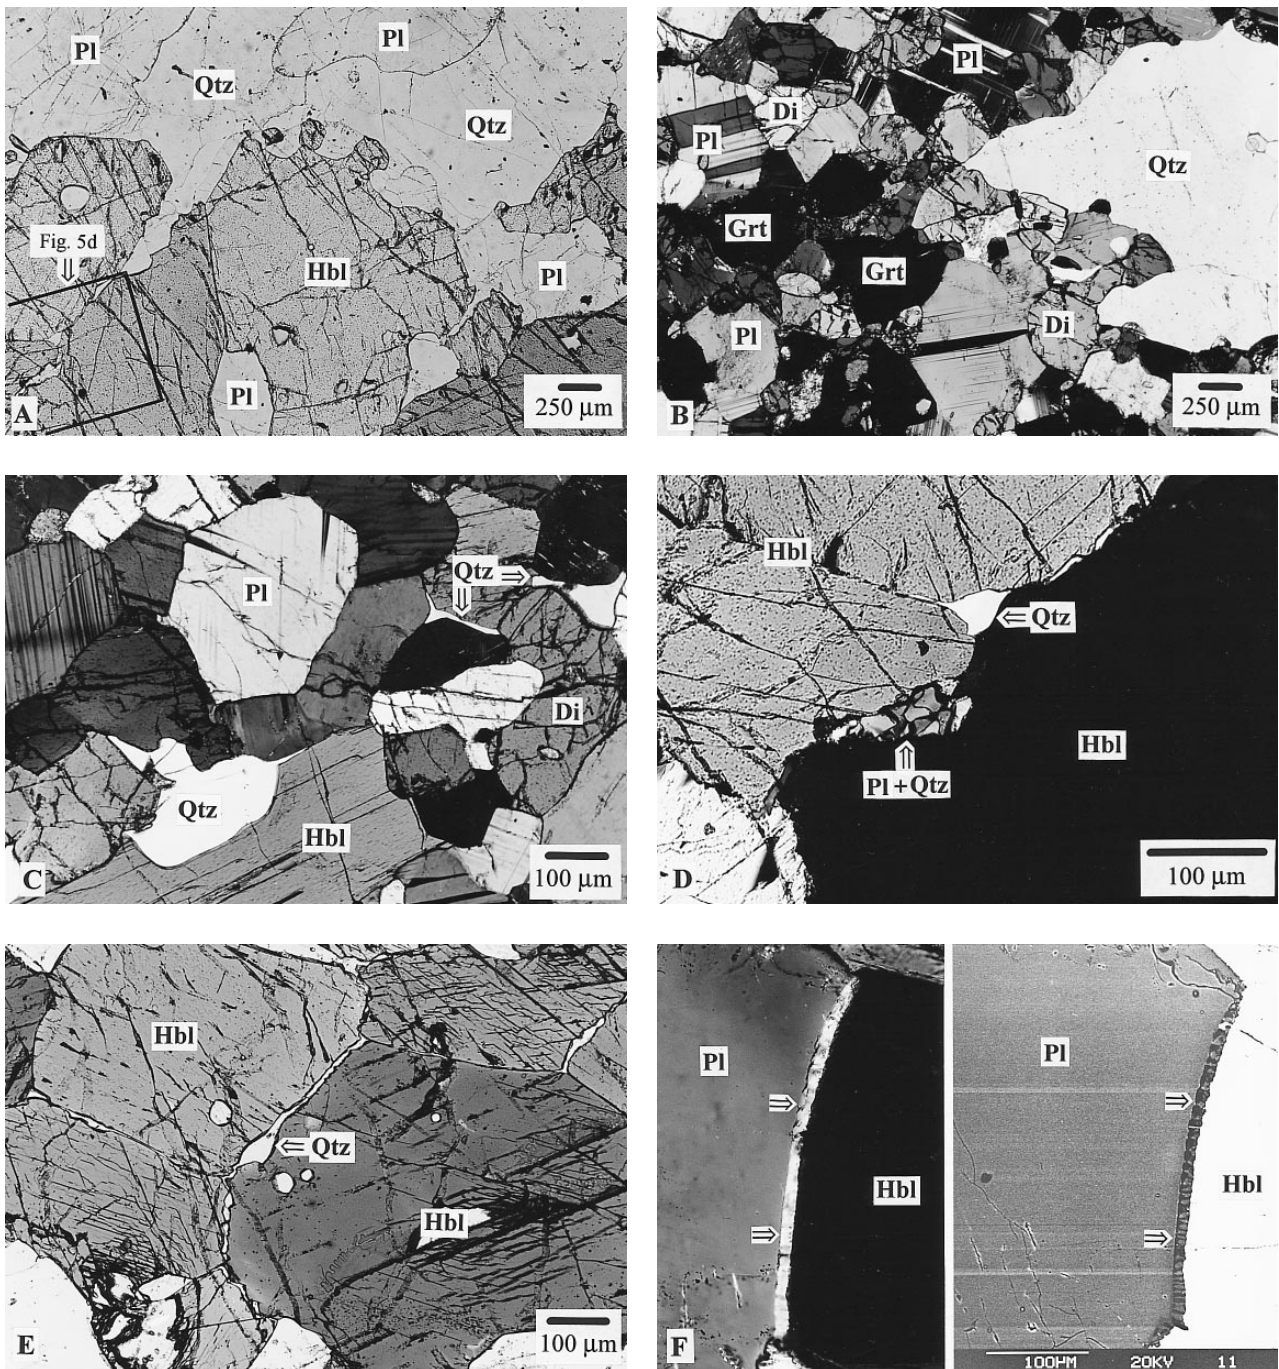 Pl
Pl
Qtz
Qtz
Fig. 5d
⇓
Hbl
Pl
Pl
A
250 µm
Pl
Di
Pl
Qtz
Grt
Grt
Di
Pl
B
250 µm
Qtz ⇒
⇓
Pl
Di
Qtz
Hbl
C
100 µm
Hbl
⇐ Qtz
Hbl
⇑
Pl + Qtz
D
100 µm
Hbl
⇐ Qtz
Hbl
E
100 µm
Pl
⇒
Hbl
⇒
F
Pl
⇒
Hbl
⇒
100µM 20KV 11